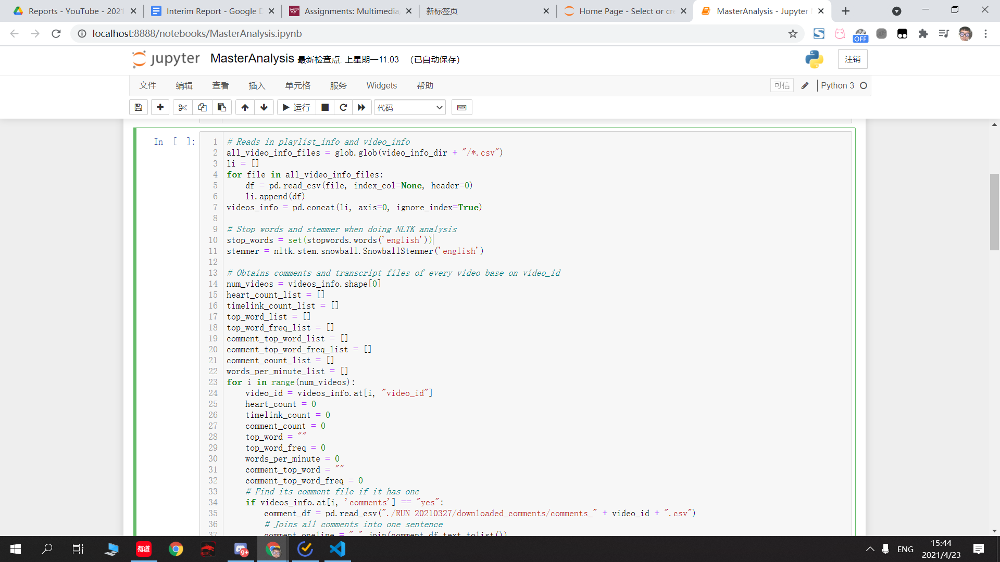 Reports - YouTube - 2021
Interim Report - Google D
Assignments: Multimedia,
新标签页
Home Page - Select or cre
MasterAnalysis - Jupyter N
localhost:8888/notebooks/MasterAnalysis.ipynb
OFF
jupyter MasterAnalysis 最新检查点: 上星期一11:03 (已自动保存)
注销
文件 编辑 查看 插入 单元格 服务 Widgets 帮助
可信 Python 3
运行 代码
In [ ]:
1 # Reads in playlist_info and video_info
2 all_video_info_files = glob.glob(video_info_dir + "/*.csv")
3 li = []
4 for file in all_video_info_files:
5     df = pd.read_csv(file, index_col=None, header=0)
6     li.append(df)
7 videos_info = pd.concat(li, axis=0, ignore_index=True)
8
9 # Stop words and stemmer when doing NLTK analysis
10 stop_words = set(stopwords.words('english'))
11 stemmer = nltk.stem.snowball.SnowballStemmer('english')
12
13 # Obtains comments and transcript files of every video base on video_id
14 num_videos = videos_info.shape[0]
15 heart_count_list = []
16 timelink_count_list = []
17 top_word_list = []
18 top_word_freq_list = []
19 comment_top_word_list = []
20 comment_top_word_freq_list = []
21 comment_count_list = []
22 words_per_minute_list = []
23 for i in range(num_videos):
24     video_id = videos_info.at[i, "video_id"]
25     heart_count = 0
26     timelink_count = 0
27     comment_count = 0
28     top_word = ""
29     top_word_freq = 0
30     words_per_minute = 0
31     comment_top_word = ""
32     comment_top_word_freq = 0
33     # Find its comment file if it has one
34     if videos_info.at[i, 'comments'] == "yes":
35         comment_df = pd.read_csv("./RUN 20210327/downloaded_comments/comments_" + video_id + ".csv")
36         # Joins all comments into one sentence
37         comment_oneline = " ".join(comment_df.text.tolist())
有道
9+
ENG
15:44
2021/4/23